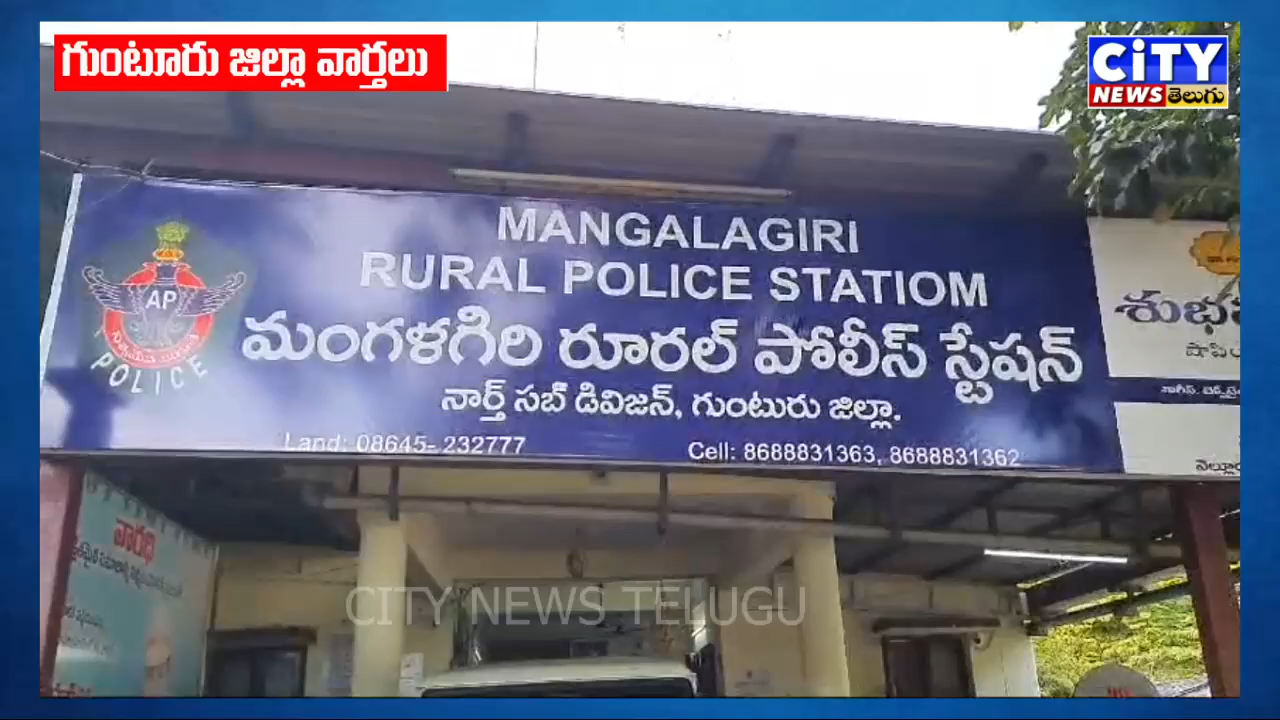 గుంటూరు జిల్లా వార్తలు
CiTY
NEWS తెలుగు
MANGALAGIRI
RURAL POLICE STATIOM
మంగళగిరి రూరల్ పోలీస్ స్టేషన్
నార్త్ సబ్ డివిజన్, గుంటురు జిల్లా.
Land: 08645- 232777
Cell: 8688831363, 8688831362
AP
POLICE
వారధి
CITY NEWS TELUGU